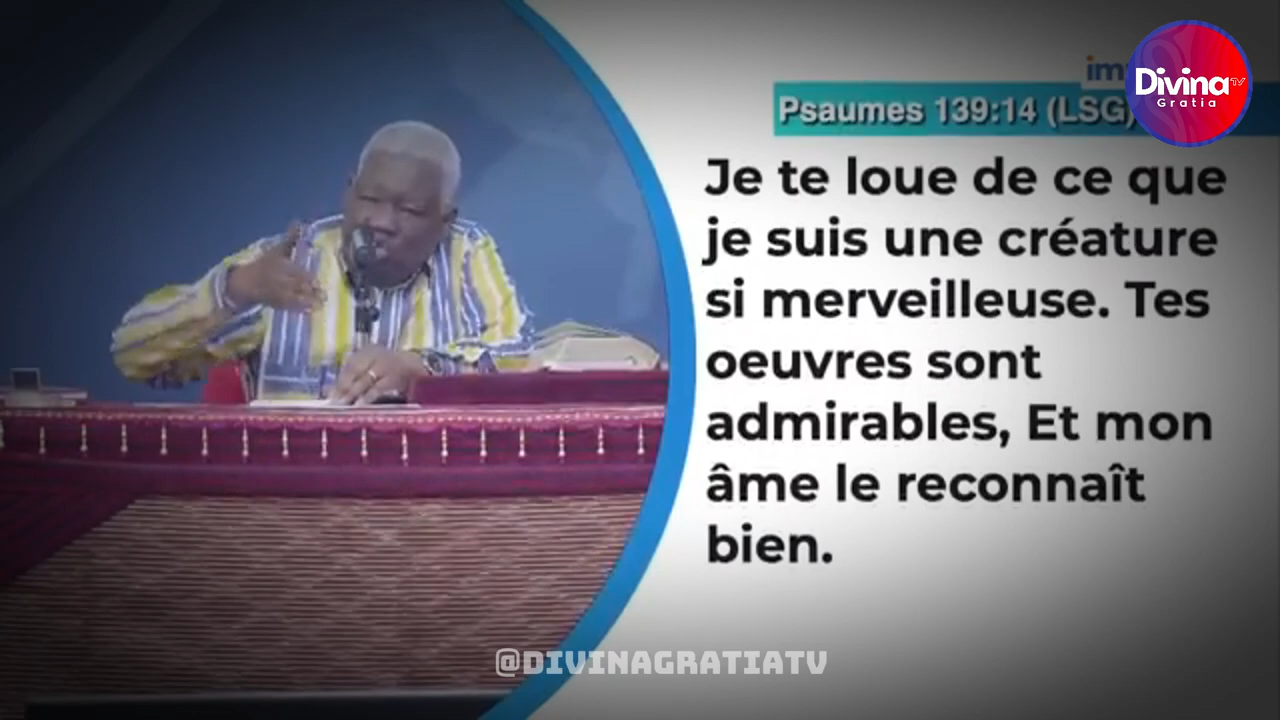 Divina TV
Gratia
Psaumes 139:14 (LSG)
Je te loue de ce que
je suis une créature
si merveilleuse. Tes
oeuvres sont
admirables, Et mon
âme le reconnaît
bien.
@DIVINAGRATIATV